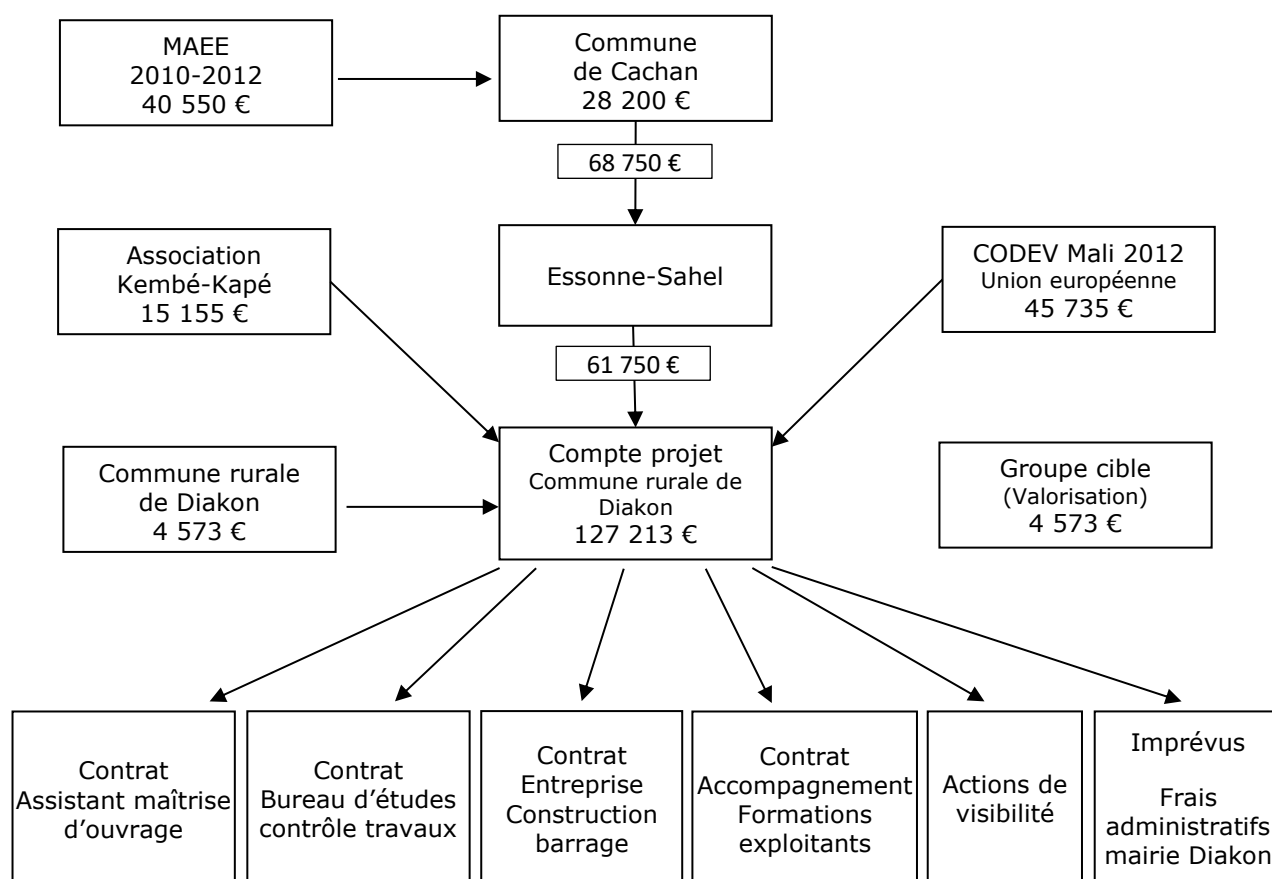 MAEE
2010-2012
40 550 €
Commune
de Cachan
28 200 €
68 750 €
Association
Kembé-Kapé
15 155 €
Essonne-Sahel
CODEV Mali 2012
Union européenne
45 735 €
61 750 €
Commune rurale
de Diakon
4 573 €
Compte projet
Commune rurale de
Diakon
127 213 €
Groupe cible
(Valorisation)
4 573 €
Contrat
Assistant maîtrise
d’ouvrage
Contrat
Bureau d’études
contrôle travaux
Contrat
Entreprise
Construction
barrage
Contrat
Accompagnement
Formations
exploitants
Actions de
visibilité
Imprévus
Frais
administratifs
mairie Diakon